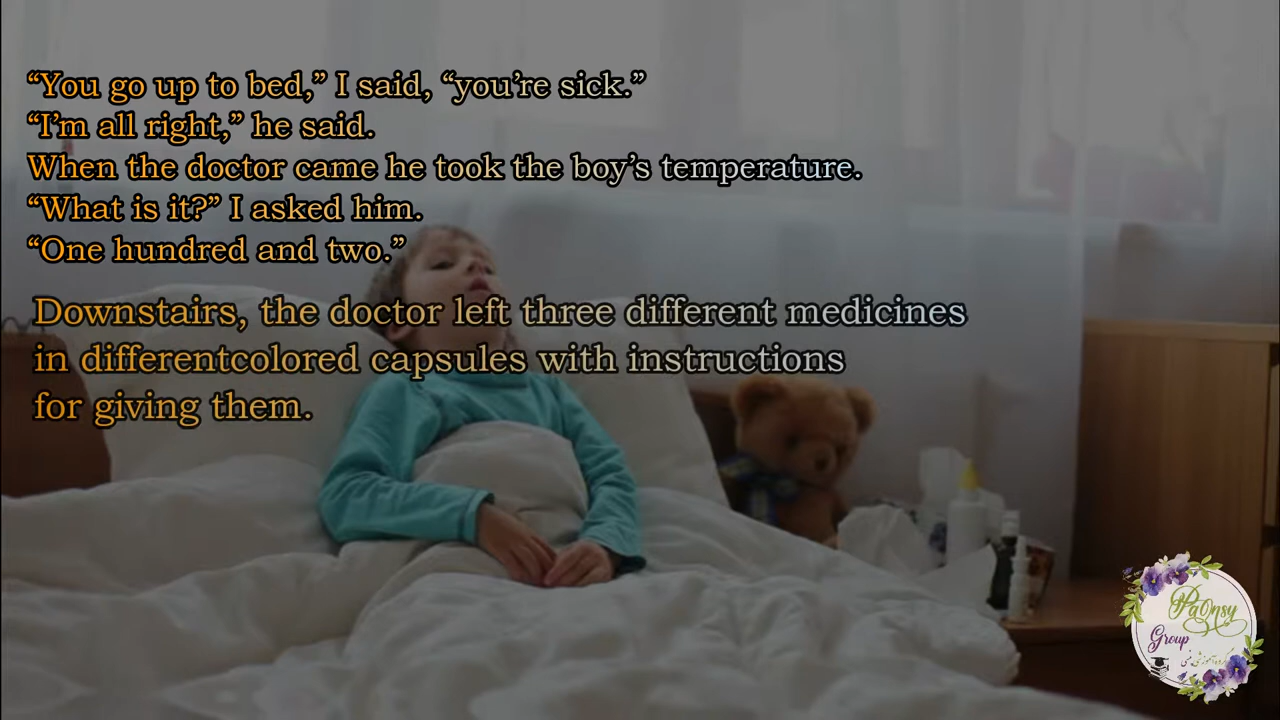 “You go up to bed,” I said, “you’re sick.”
“I’m all right,” he said.
When the doctor came he took the boy’s temperature.
“What is it?” I asked him.
“One hundred and two.”
Downstairs, the doctor left three different medicines
in differentcolored capsules with instructions
for giving them.
PaOnsy
Group